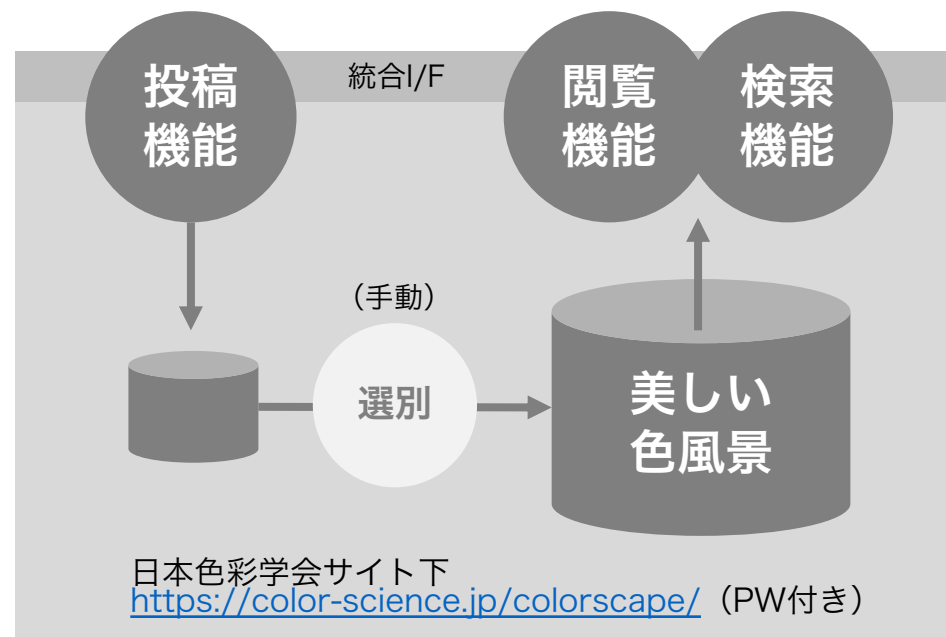 統合I/F
投稿
機能
閲覧
機能
検索
機能
（手動）
選別
美しい
色風景
日本色彩学会サイト下
https://color-science.jp/colorscape/（PW付き）